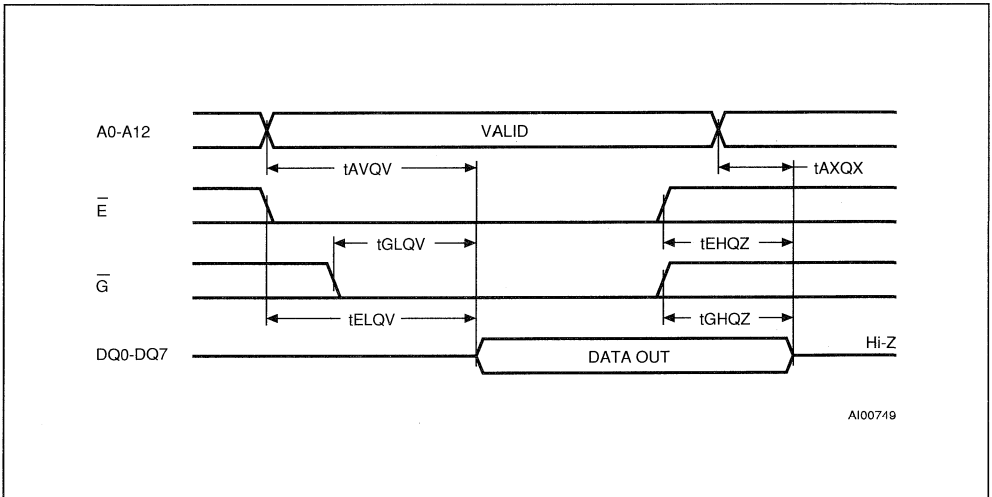 A0-A12
VALID
tAVQV
tAXQX
E
tGLQV
tEHQZ
G
tELQV
tGHQZ
DQ0-DQ7
DATA OUT
Hi-Z
AI00749